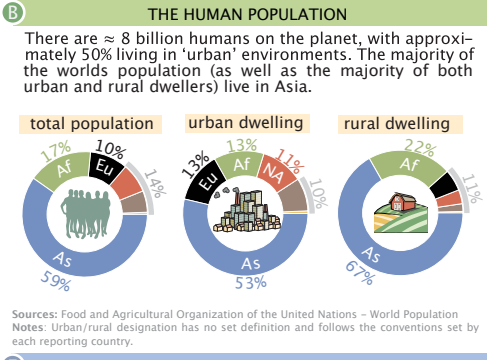 B
THE HUMAN POPULATION
There are ≈ 8 billion humans on the planet, with approxi-
mately 50% living in ‘urban’ environments. The majority of
the worlds population (as well as the majority of both
urban and rural dwellers) live in Asia.
total population
17%
10%
Af
Eu
14%
As
59%
urban dwelling
13%
13%
11%
Eu
Af
NA
10%
As
53%
rural dwelling
22%
Af
11%
As
67%
Sources: Food and Agricultural Organization of the United Nations – World Population
Notes: Urban/rural designation has no set definition and follows the conventions set by
each reporting country.